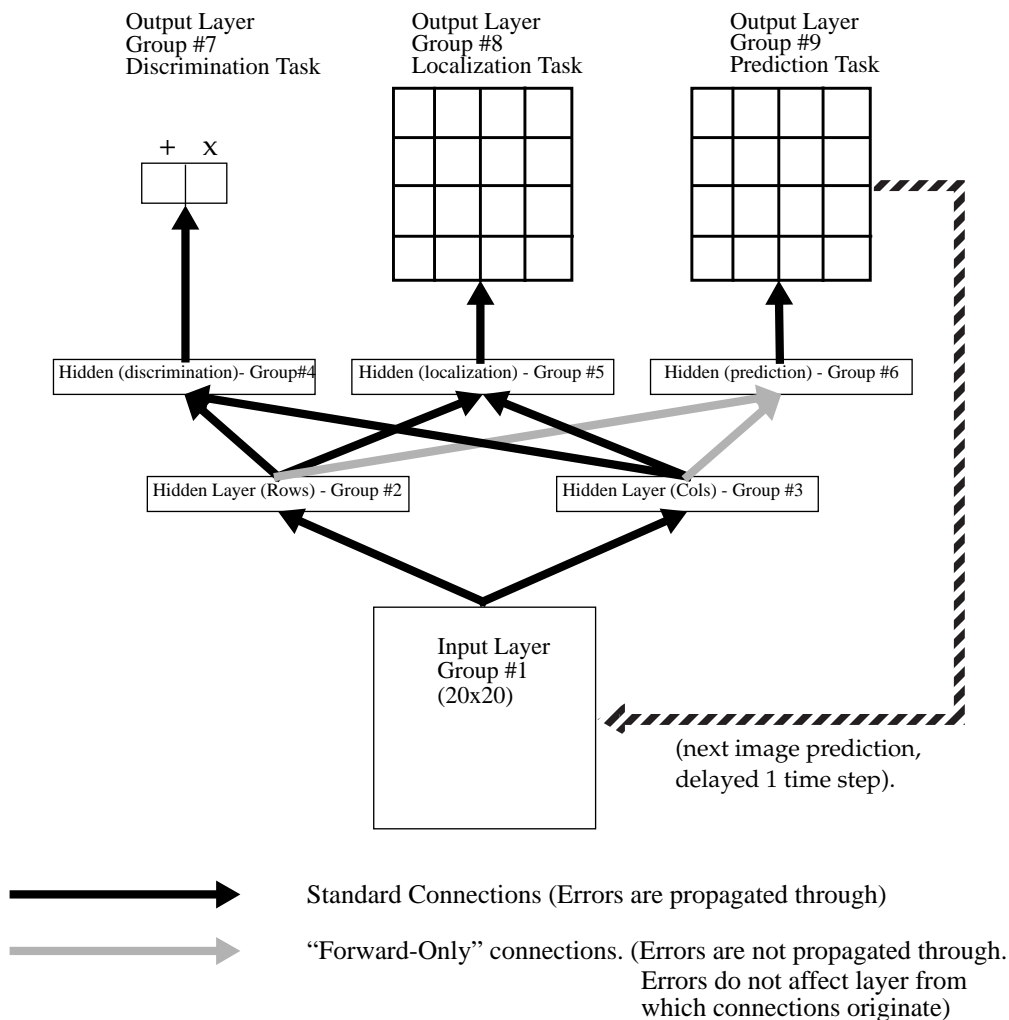 Output Layer
Group #7
Discrimination Task
Output Layer
Group #8
Localization Task
Output Layer
Group #9
Prediction Task
+ x
Hidden (discrimination)- Group#4
Hidden (localization) - Group #5
Hidden (prediction) - Group #6
Hidden Layer (Rows) - Group #2
Hidden Layer (Cols) - Group #3
Input Layer
Group #1
(20x20)
(next image prediction,
delayed 1 time step).
Standard Connections (Errors are propagated through)
“Forward-Only” connections. (Errors are not propagated through.
Errors do not affect layer from
which connections originate)